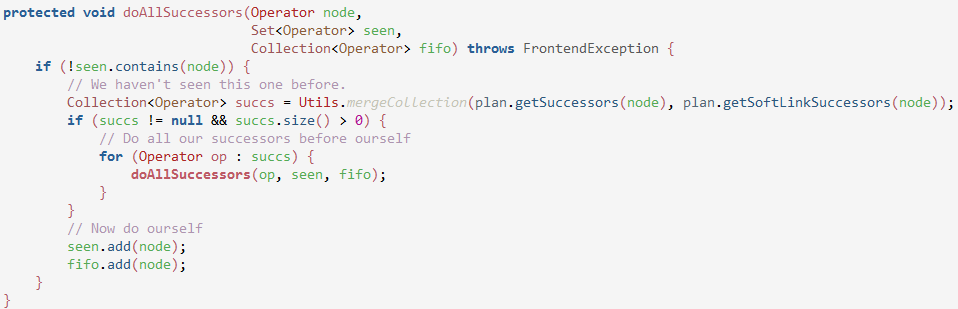 protected void doAllSuccessors(Operator node,
                               Set<Operator> seen,
                               Collection<Operator> fifo) throws FrontendException {
    if (!seen.contains(node)) {
        // We haven't seen this one before.
        Collection<Operator> succs = Utils.mergeCollection(plan.getSuccessors(node), plan.getSoftLinkSuccessors(node));
        if (succs != null && succs.size() > 0) {
            // Do all our successors before ourself
            for (Operator op : succs) {
                doAllSuccessors(op, seen, fifo);
            }
        }
        // Now do ourself
        seen.add(node);
        fifo.add(node);
    }
}